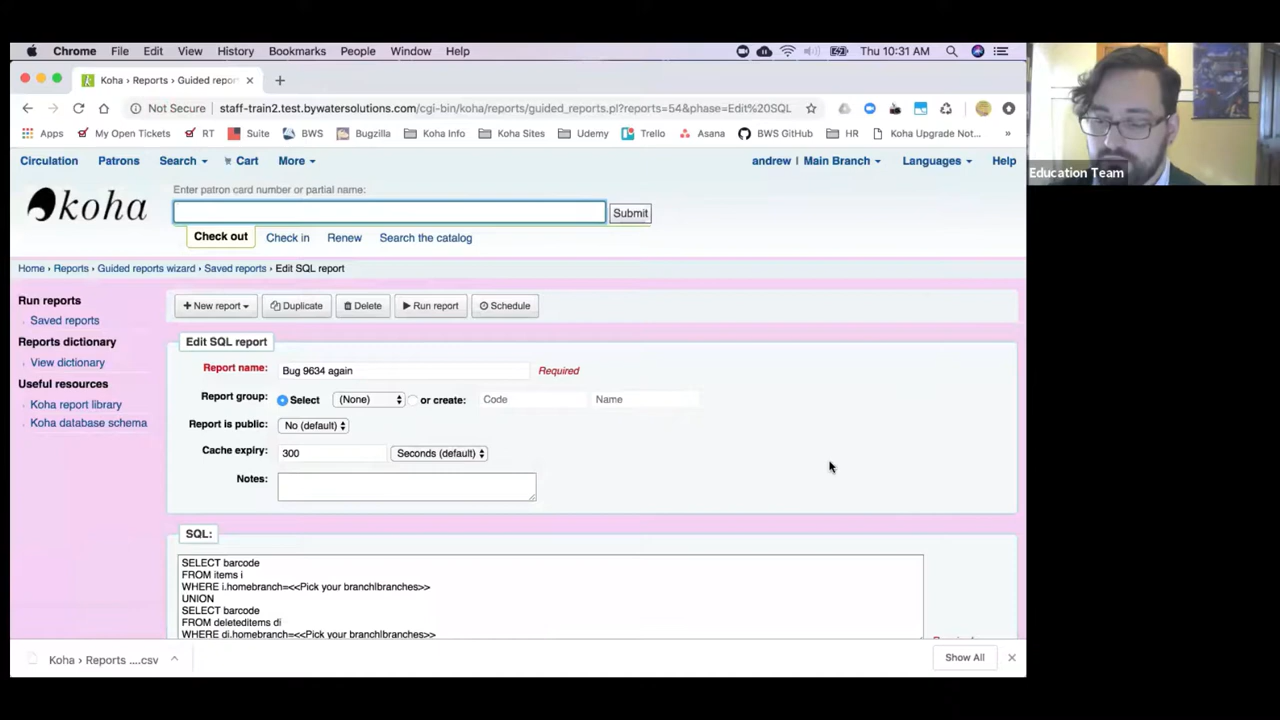 Chrome File Edit View History Bookmarks People Window Help Thu 10:31 AM
Koha › Reports › Guided repor × +
Not Secure staff-train2.test.bywatersolutions.com/cgi-bin/koha/reports/guided_reports.pl?reports=54&phase=Edit%20SQL
Apps My Open Tickets RT Suite BWS Bugzilla Koha Info Koha Sites Udemy Trello Asana BWS GitHub HR Koha Upgrade Not... »
Circulation Patrons Search Cart More andrew | Main Branch Languages Help
Education Team
Enter patron card number or partial name:
koha
Submit
Check out Check in Renew Search the catalog
Home › Reports › Guided reports wizard › Saved reports › Edit SQL report
Run reports
Saved reports
Reports dictionary
View dictionary
Useful resources
Koha report library
Koha database schema
+ New report Duplicate Delete Run report Schedule
Edit SQL report
Report name: Bug 9634 again Required
Report group: Select (None) or create: Code Name
Report is public: No (default)
Cache expiry: 300 Seconds (default)
Notes:
SQL:
SELECT barcode
FROM items i
WHERE i.homebranch=<<Pick your branch|branches>>
UNION
SELECT barcode
FROM deleteditems di
WHERE di.homebranch=<<Pick your branch|branches>>
Koha › Reports ....csv Show All ×